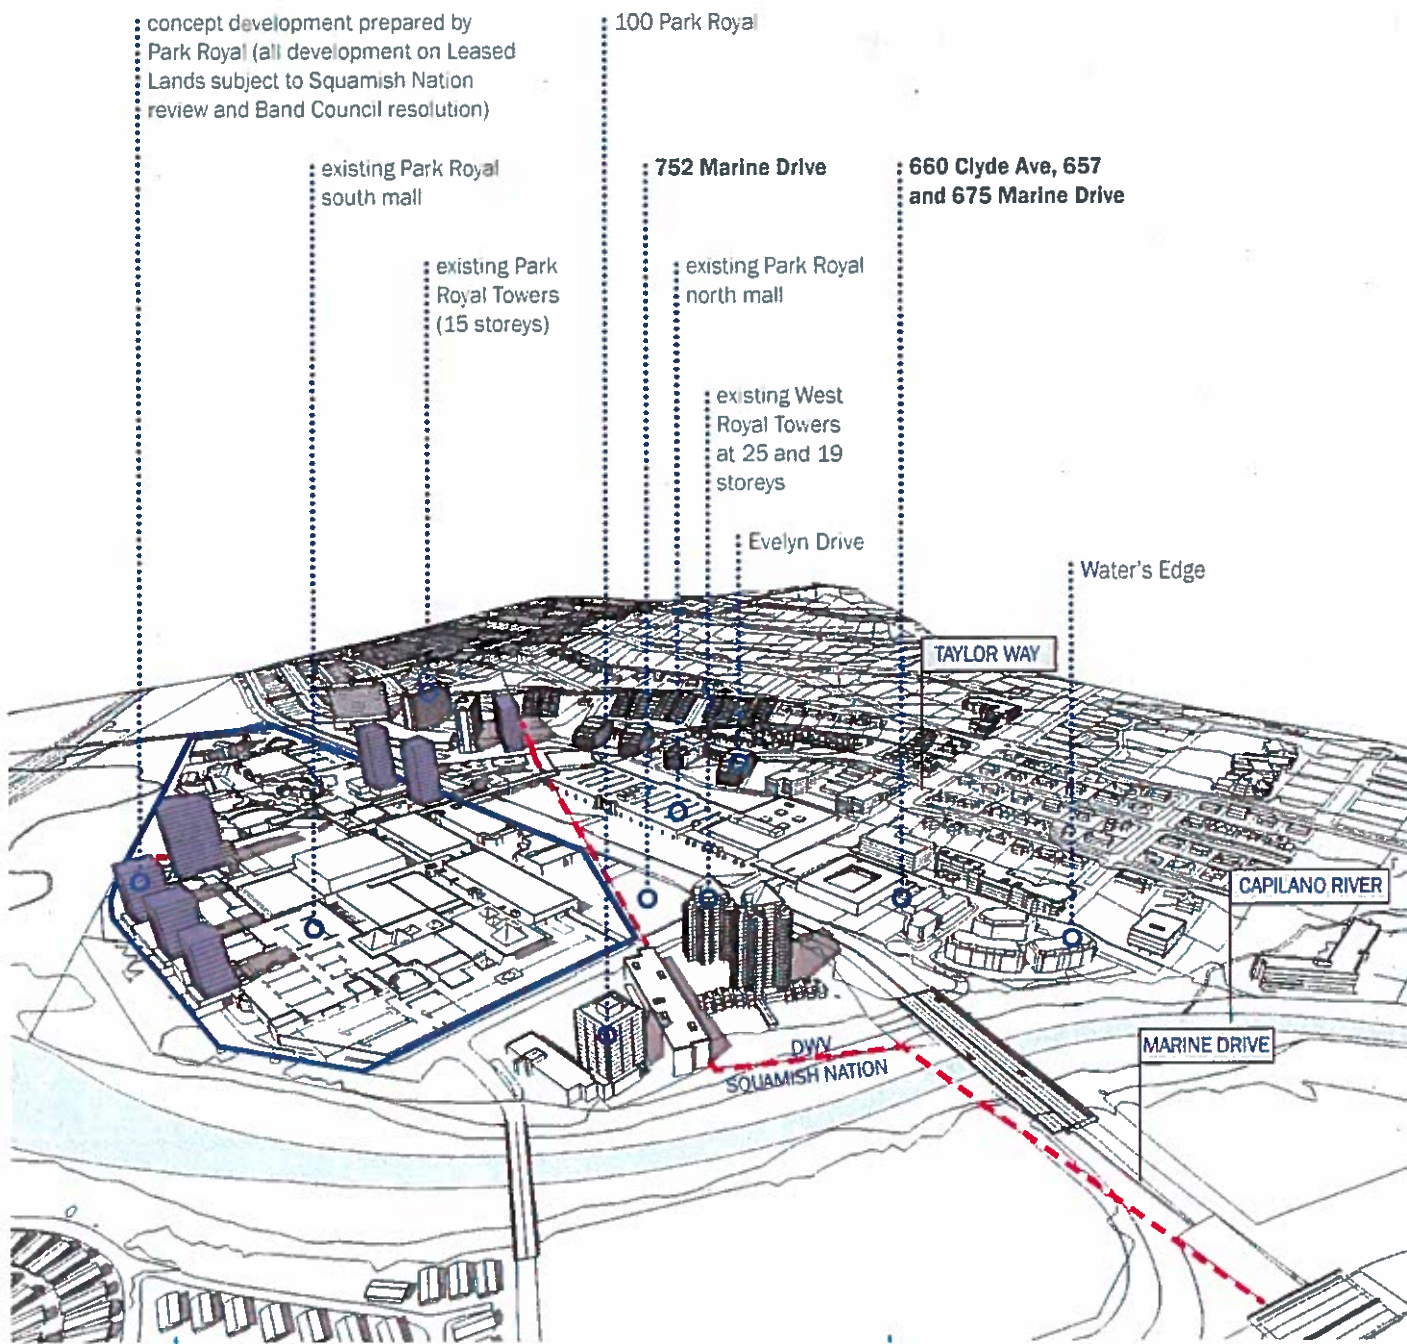 concept development prepared by
Park Royal (all development on Leased
Lands subject to Squamish Nation
review and Band Council resolution)
100 Park Royal
existing Park Royal
south mall
752 Marine Drive
660 Clyde Ave, 657
and 675 Marine Drive
existing Park
Royal Towers
(15 storeys)
existing Park Royal
north mall
existing West
Royal Towers
at 25 and 19
storeys
Evelyn Drive
Water's Edge
TAYLOR WAY
CAPILANO RIVER
MARINE DRIVE
DWV
SQUAMISH NATION